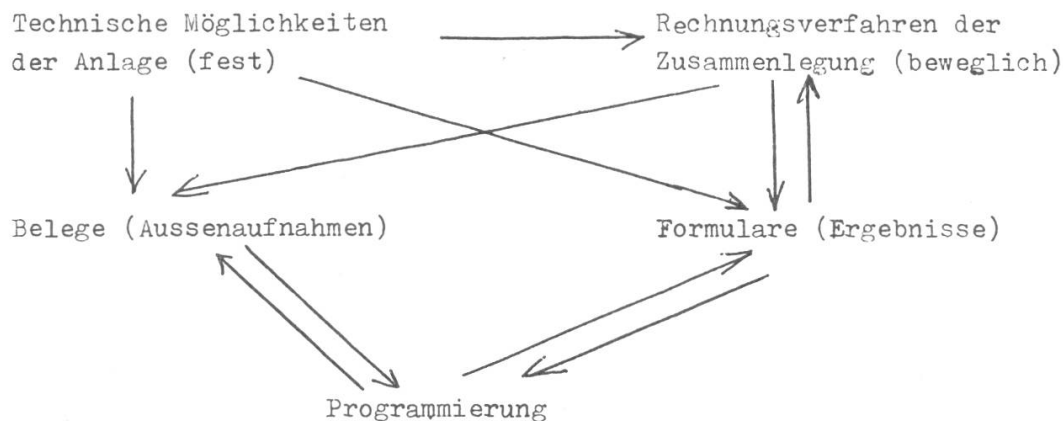 Technische Möglichkeiten
der Anlage (fest)
Rechnungsverfahren der
Zusammenlegung (beweglich)
Belege (Aussenaufnahmen)
Formulare (Ergebnisse)
Programmierung